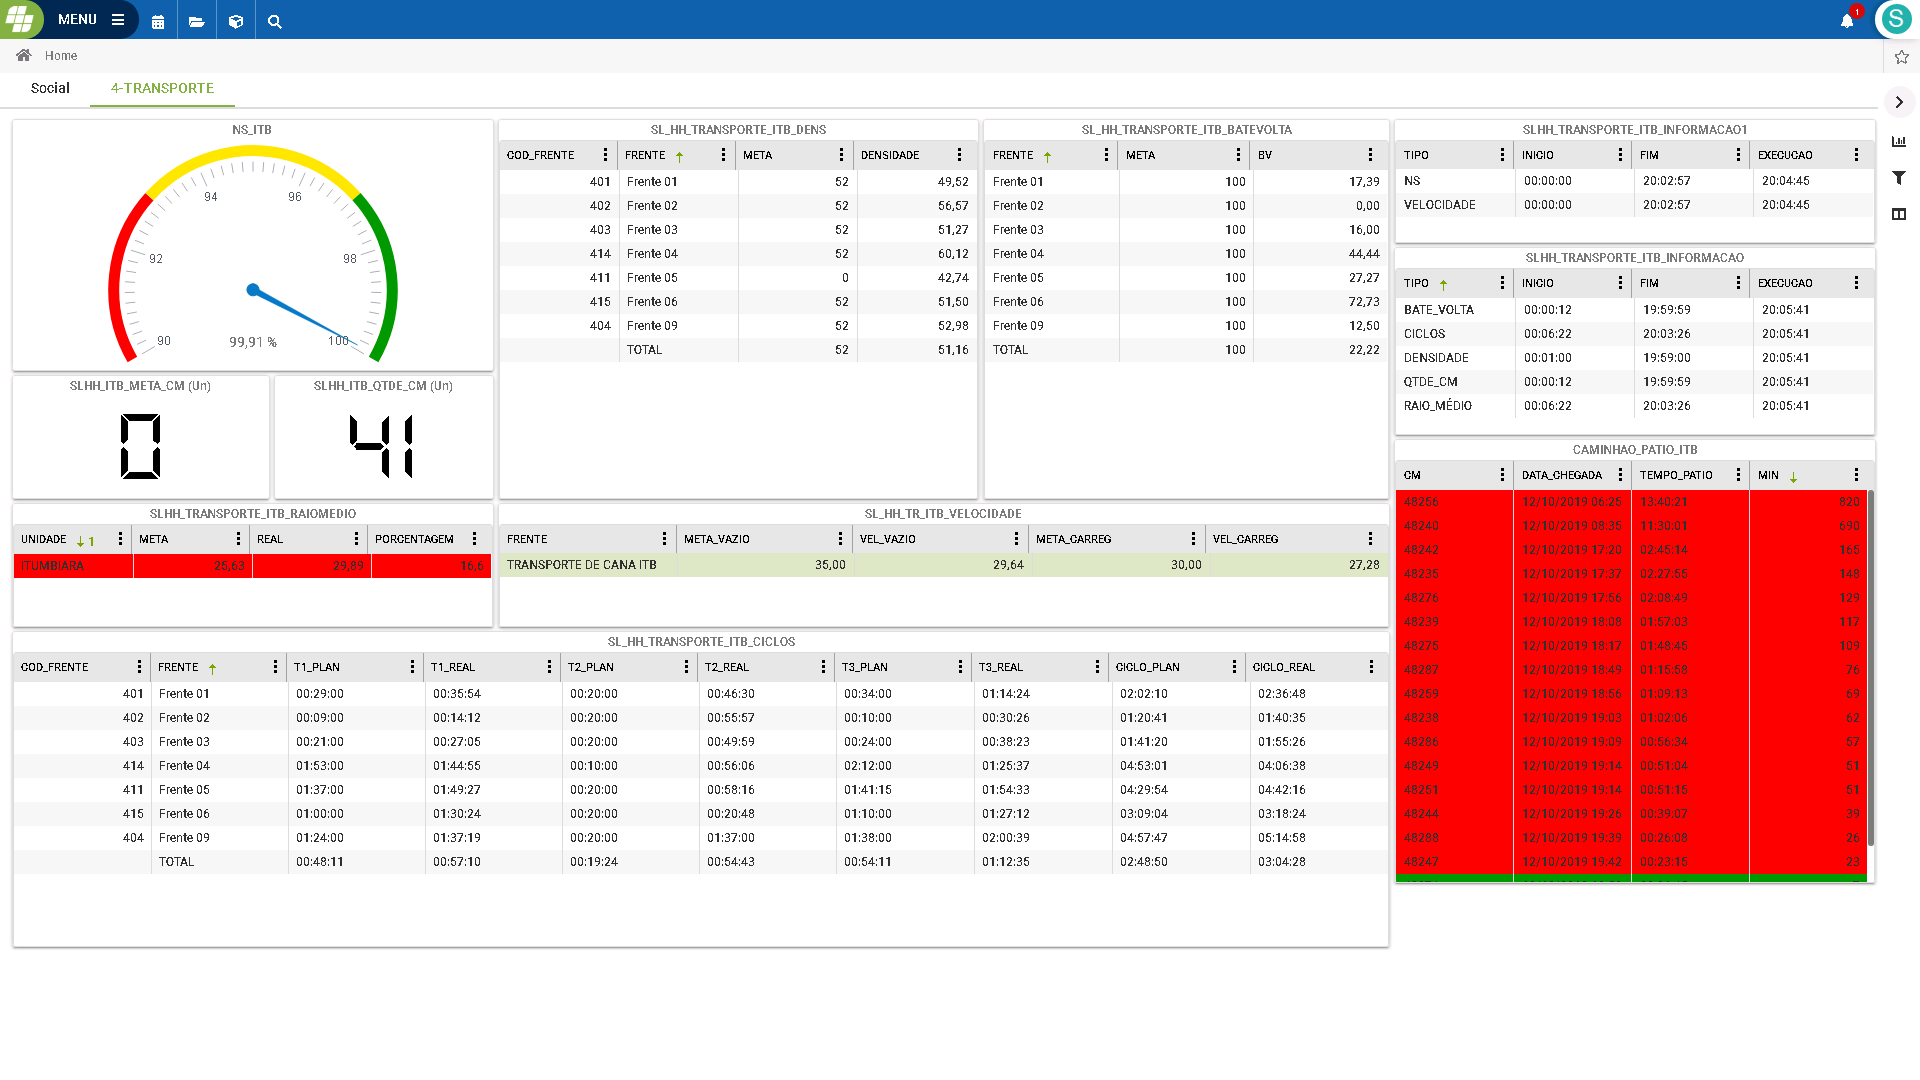 MENU
1
S
Home
Social 4-TRANSPORTE
NS_ITB
90 92 94 96 98 100
99,91 %
SLHH_ITB_META_CM (Un)
0
SLHH_ITB_QTDE_CM (Un)
41
SL_HH_TRANSPORTE_ITB_DENS
COD_FRENTE FRENTE META DENSIDADE
401 Frente 01 52 49,52
402 Frente 02 52 56,57
403 Frente 03 52 51,27
414 Frente 04 52 60,12
411 Frente 05 0 42,74
415 Frente 06 52 51,50
404 Frente 09 52 52,98
TOTAL 52 51,16
SL_HH_TRANSPORTE_ITB_BATEVOLTA
FRENTE META BV
Frente 01 100 17,39
Frente 02 100 0,00
Frente 03 100 16,00
Frente 04 100 44,44
Frente 05 100 27,27
Frente 06 100 72,73
Frente 09 100 12,50
TOTAL 100 22,22
SLHH_TRANSPORTE_ITB_INFORMACAO1
TIPO INICIO FIM EXECUCAO
NS 00:00:00 20:02:57 20:04:45
VELOCIDADE 00:00:00 20:02:57 20:04:45
SLHH_TRANSPORTE_ITB_INFORMACAO
TIPO INICIO FIM EXECUCAO
BATE_VOLTA 00:00:12 19:59:59 20:05:41
CICLOS 00:06:22 20:03:26 20:05:41
DENSIDADE 00:01:00 19:59:00 20:05:41
QTDE_CM 00:00:12 19:59:59 20:05:41
RAIO_MÉDIO 00:06:22 20:03:26 20:05:41
SLHH_TRANSPORTE_ITB_RAIOMEDIO
UNIDADE 1 META REAL PORCENTAGEM
ITUMBIARA 25,63 29,89 16,6
SL_HH_TR_ITB_VELOCIDADE
FRENTE META_VAZIO VEL_VAZIO META_CARREG VEL_CARREG
TRANSPORTE DE CANA ITB 35,00 29,64 30,00 27,28
CAMINHAO_PATIO_ITB
CM DATA_CHEGADA TEMPO_PATIO MIN
48256 12/10/2019 06:25 13:40:21 820
48240 12/10/2019 08:35 11:30:01 690
48242 12/10/2019 17:20 02:45:14 165
48235 12/10/2019 17:37 02:27:55 148
48276 12/10/2019 17:56 02:08:49 129
48239 12/10/2019 18:08 01:57:03 117
48275 12/10/2019 18:17 01:48:45 109
48287 12/10/2019 18:49 01:15:58 76
48259 12/10/2019 18:56 01:09:13 69
48238 12/10/2019 19:03 01:02:06 62
48286 12/10/2019 19:09 00:56:34 57
48249 12/10/2019 19:14 00:51:04 51
48251 12/10/2019 19:14 00:51:15 51
48244 12/10/2019 19:26 00:39:07 39
48288 12/10/2019 19:39 00:26:08 26
48247 12/10/2019 19:42 00:23:15 23
SL_HH_TRANSPORTE_ITB_CICLOS
COD_FRENTE FRENTE T1_PLAN T1_REAL T2_PLAN T2_REAL T3_PLAN T3_REAL CICLO_PLAN CICLO_REAL
401 Frente 01 00:29:00 00:35:54 00:20:00 00:46:30 00:34:00 01:14:24 02:02:10 02:36:48
402 Frente 02 00:09:00 00:14:12 00:20:00 00:55:57 00:10:00 00:30:26 01:20:41 01:40:35
403 Frente 03 00:21:00 00:27:05 00:20:00 00:49:59 00:24:00 00:38:23 01:41:20 01:55:26
414 Frente 04 01:53:00 01:44:55 00:10:00 00:56:06 02:12:00 01:25:37 04:53:01 04:06:38
411 Frente 05 01:37:00 01:49:27 00:20:00 00:58:16 01:41:15 01:54:33 04:29:54 04:42:16
415 Frente 06 01:00:00 01:30:24 00:20:00 00:20:48 01:10:00 01:27:12 03:09:04 03:18:24
404 Frente 09 01:24:00 01:37:19 00:20:00 01:37:00 01:38:00 02:00:39 04:57:47 05:14:58
TOTAL 00:48:11 00:57:10 00:19:24 00:54:43 00:54:11 01:12:35 02:48:50 03:04:28